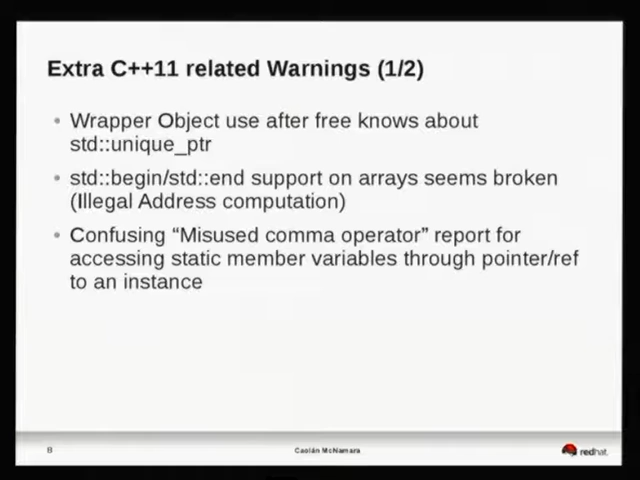 Extra C++11 related Warnings (1/2)
Wrapper Object use after free knows about
std::unique_ptr
std::begin/std::end support on arrays seems broken
(Illegal Address computation)
Confusing “Misused comma operator” report for
accessing static member variables through pointer/ref
to an instance
8
Caolán McNamara
redhat.